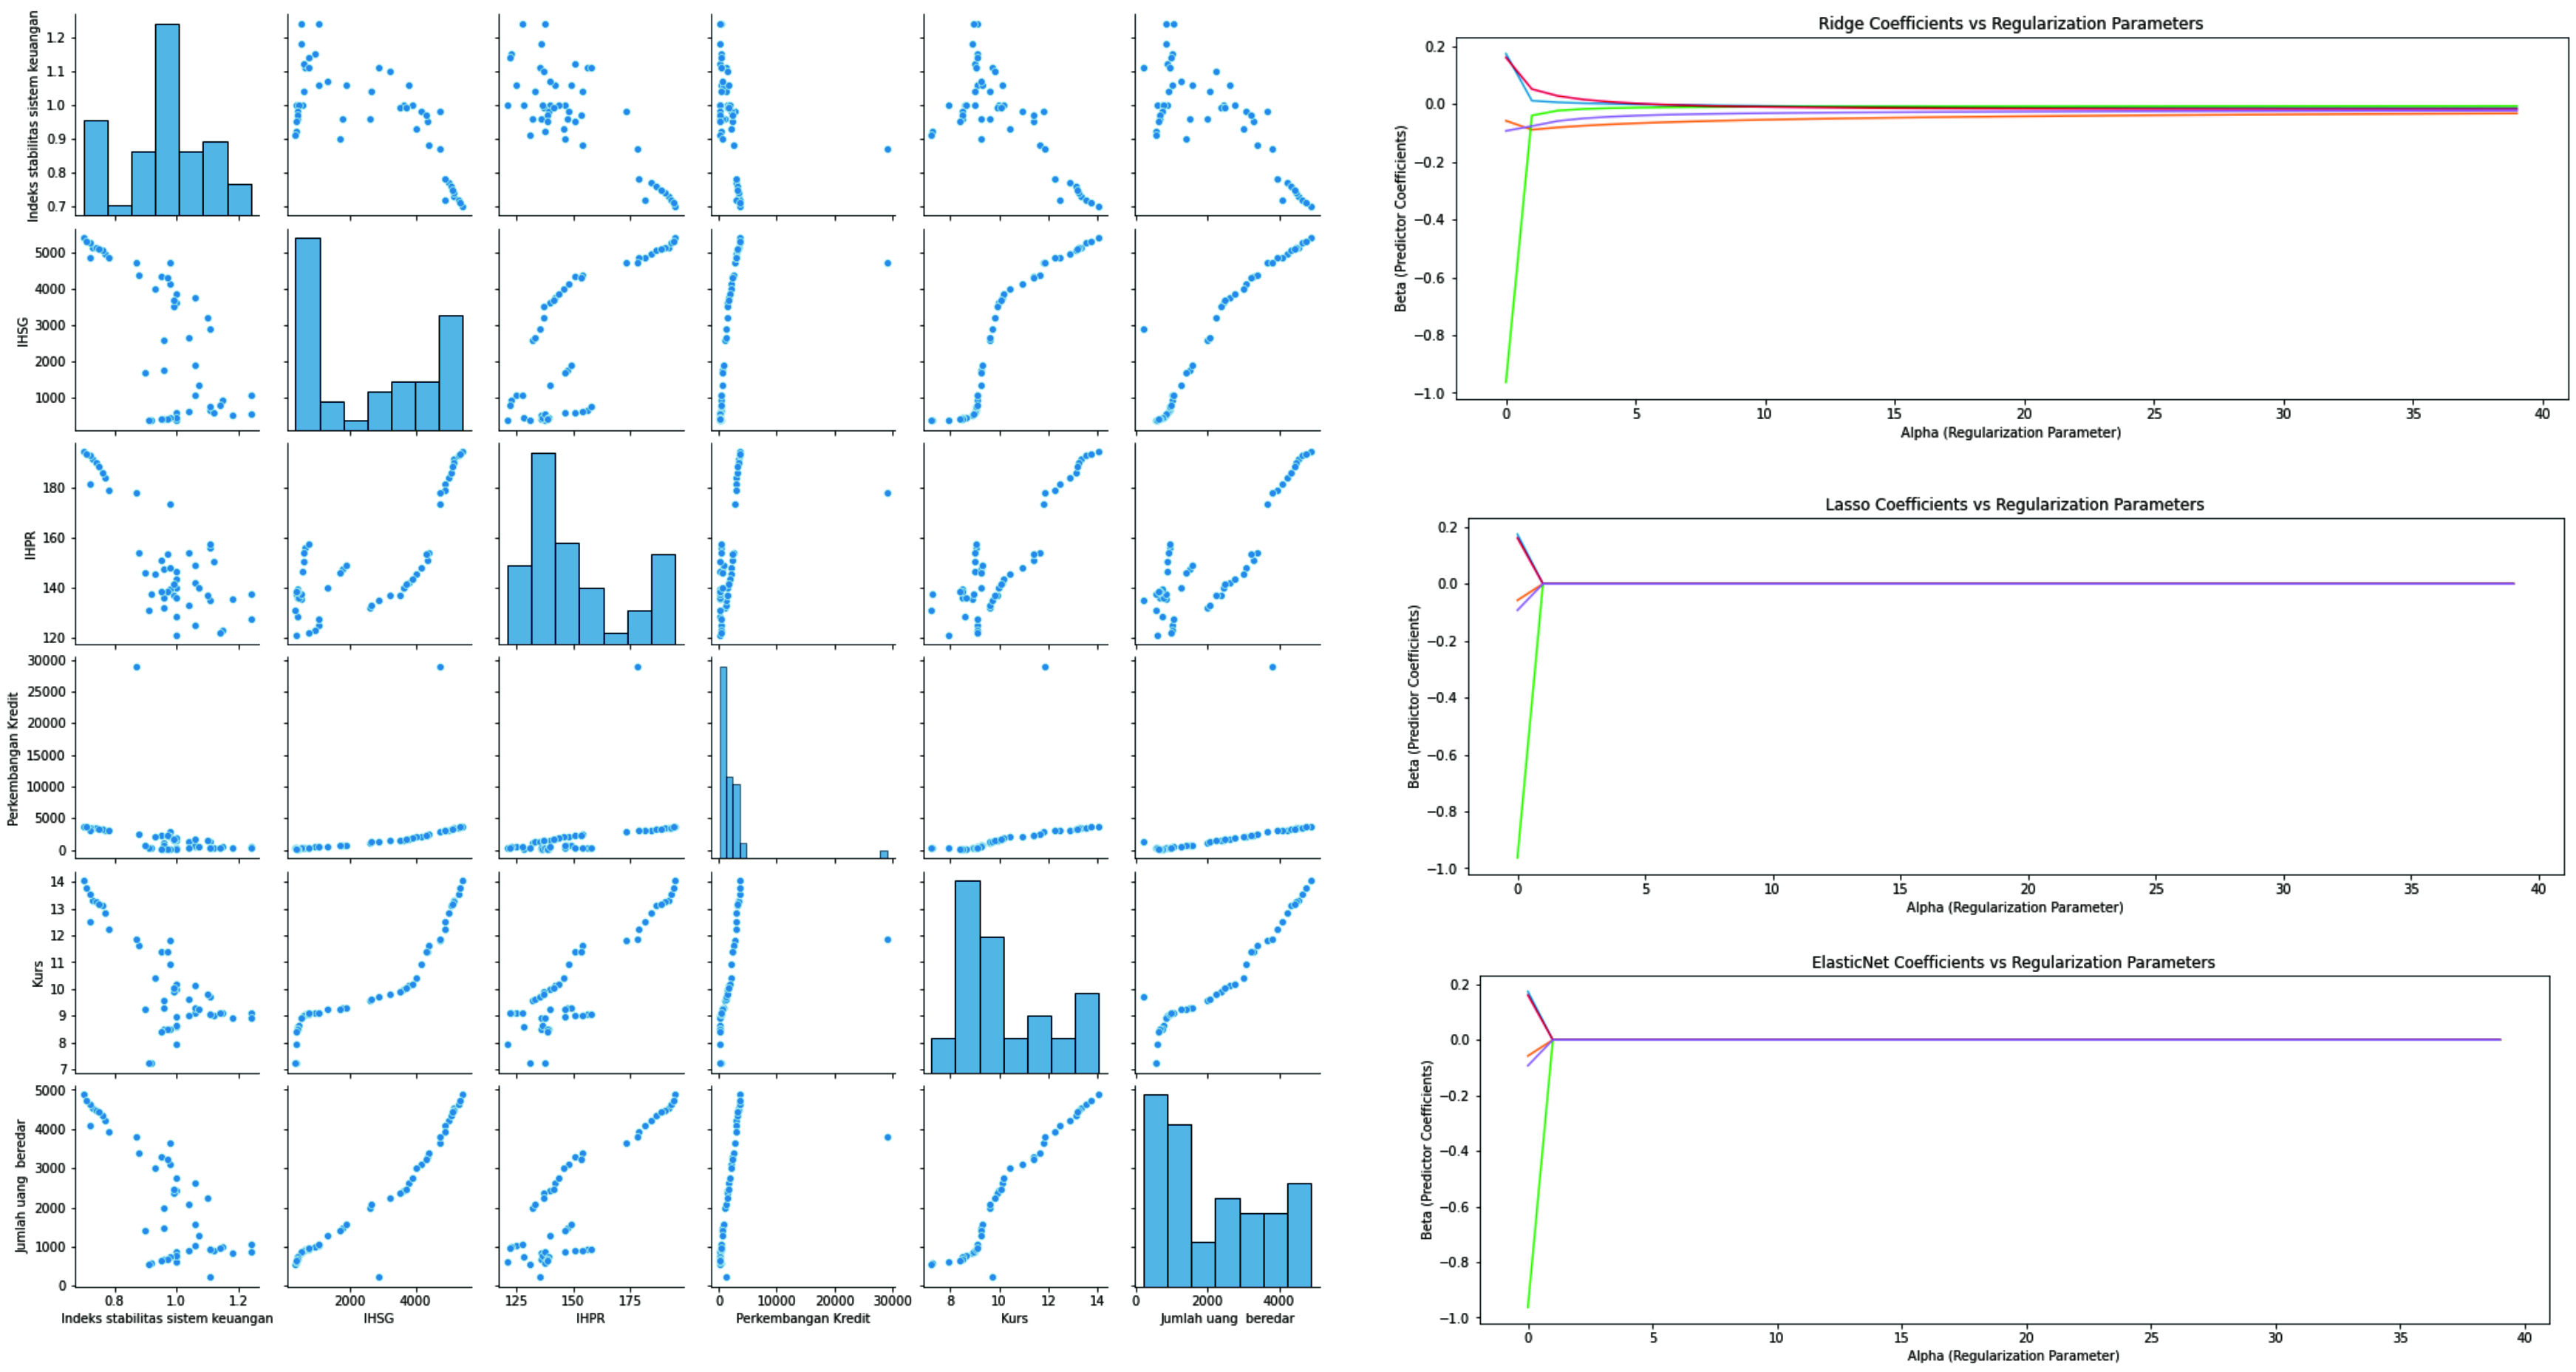 Indeks stabilitas sistem keuangan
1.2
1.1
1.0
0.9
0.8
0.7
IHSG
5000
4000
3000
2000
1000
IHPR
180
160
140
120
Perkembangan Kredit
30000
25000
20000
15000
10000
5000
0
Kurs
14
13
12
11
10
9
8
7
Jumlah uang beredar
5000
4000
3000
2000
1000
0
0.8 1.0 1.2
Indeks stabilitas sistem keuangan
2000 4000
IHSG
125 150 175
IHPR
0 10000 20000 30000
Perkembangan Kredit
8 10 12 14
Kurs
0 2000 4000
Jumlah uang beredar
Ridge Coefficients vs Regularization Parameters
Beta (Predictor Coefficients)
0.2
0.0
−0.2
−0.4
−0.6
−0.8
−1.0
0 5 10 15 20 25 30 35 40
Alpha (Regularization Parameter)
Lasso Coefficients vs Regularization Parameters
Beta (Predictor Coefficients)
0.2
0.0
−0.2
−0.4
−0.6
−0.8
−1.0
0 5 10 15 20 25 30 35 40
Alpha (Regularization Parameter)
ElasticNet Coefficients vs Regularization Parameters
Beta (Predictor Coefficients)
0.2
0.0
−0.2
−0.4
−0.6
−0.8
−1.0
0 5 10 15 20 25 30 35 40
Alpha (Regularization Parameter)